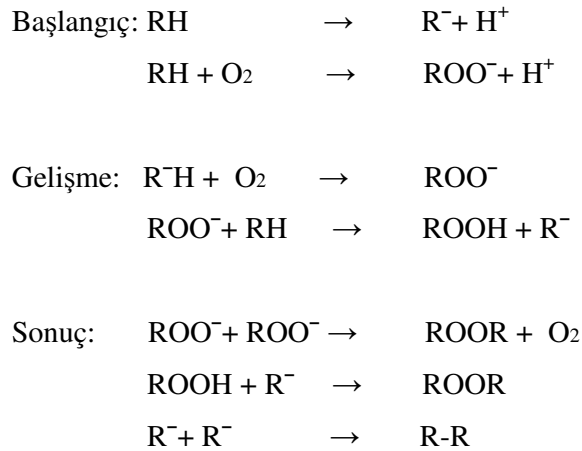 Başlangıç: RH → R⁻+ H⁺
RH + O₂ → ROO⁻+ H⁺
Gelişme: R⁻H + O₂ → ROO⁻
ROO⁻+ RH → ROOH + R⁻
Sonuç: ROO⁻+ ROO⁻ → ROOR + O₂
ROOH + R⁻ → ROOR
R⁻+ R⁻ → R-R